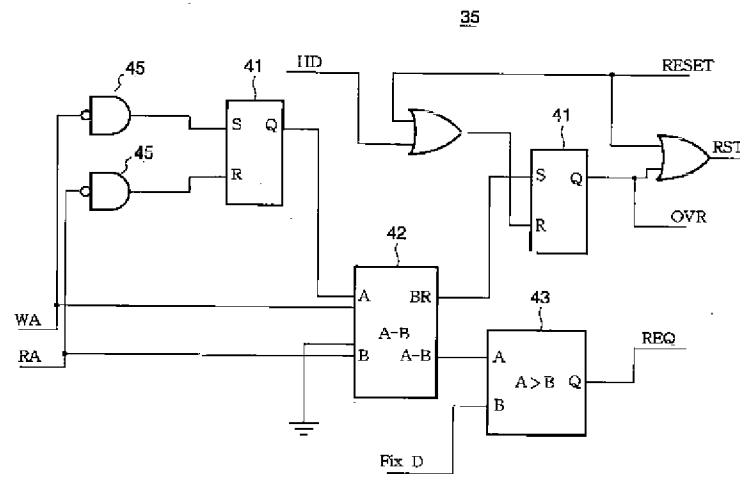 35
45
41
HD
RESET
S
Q
45
41
RST
R
S
Q
OVR
R
42
A
BR
43
WA
A-B
REQ
RA
B
A-B
A
A>B
Q
B
Fix D